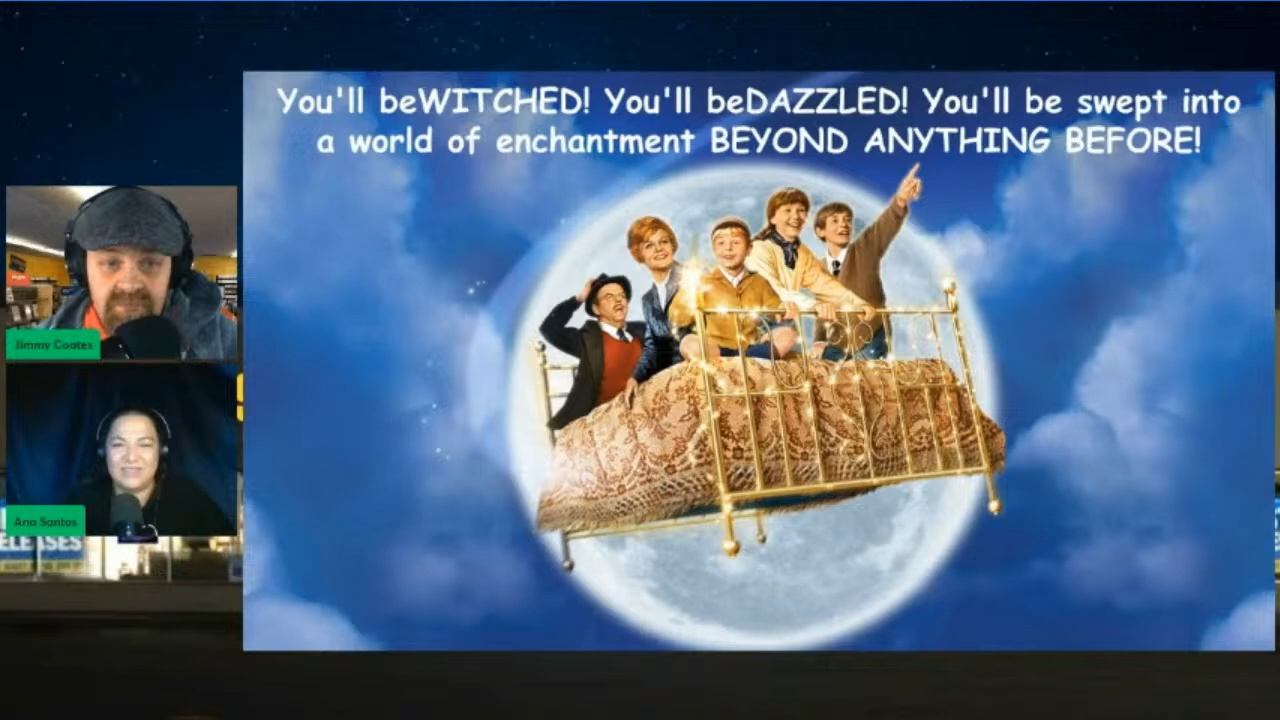 You'll beWITCHED! You'll beDAZZLED! You'll be swept into
a world of enchantment BEYOND ANYTHING BEFORE!
Jimmy Coates
Ana Santos